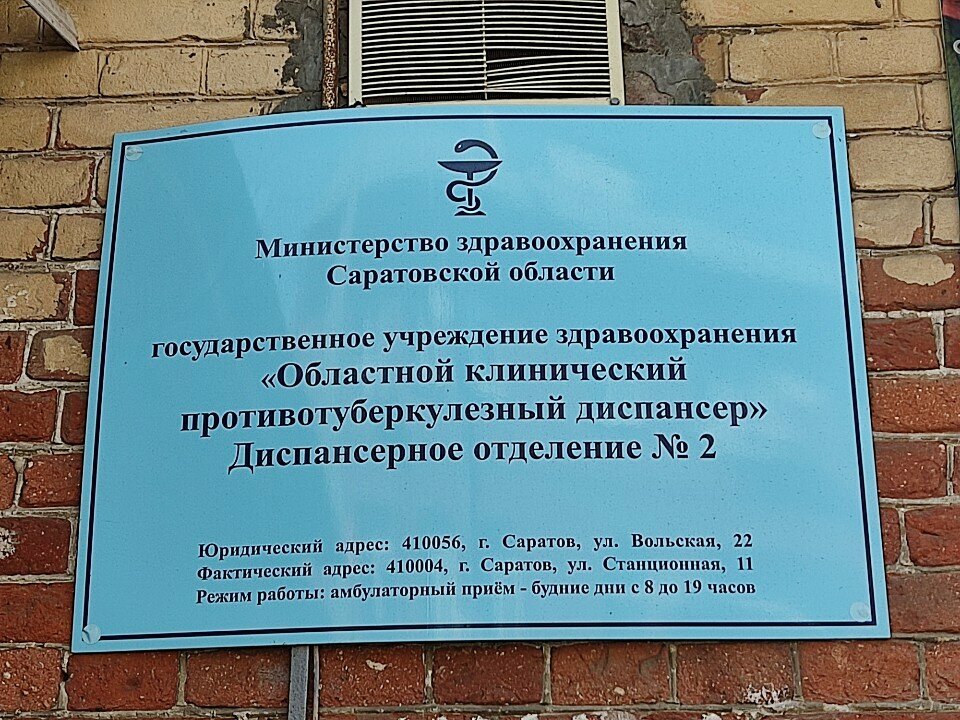 Министерство здравоохранения
Саратовской области
государственное учреждение здравоохранения
«Областной клинический
противотуберкулезный диспансер»
Диспансерное отделение № 2
Юридический адрес: 410056, г. Саратов, ул. Вольская, 22
Фактический адрес: 410004, г. Саратов, ул. Станционная, 11
Режим работы: амбулаторный приём - будние дни с 8 до 19 часов